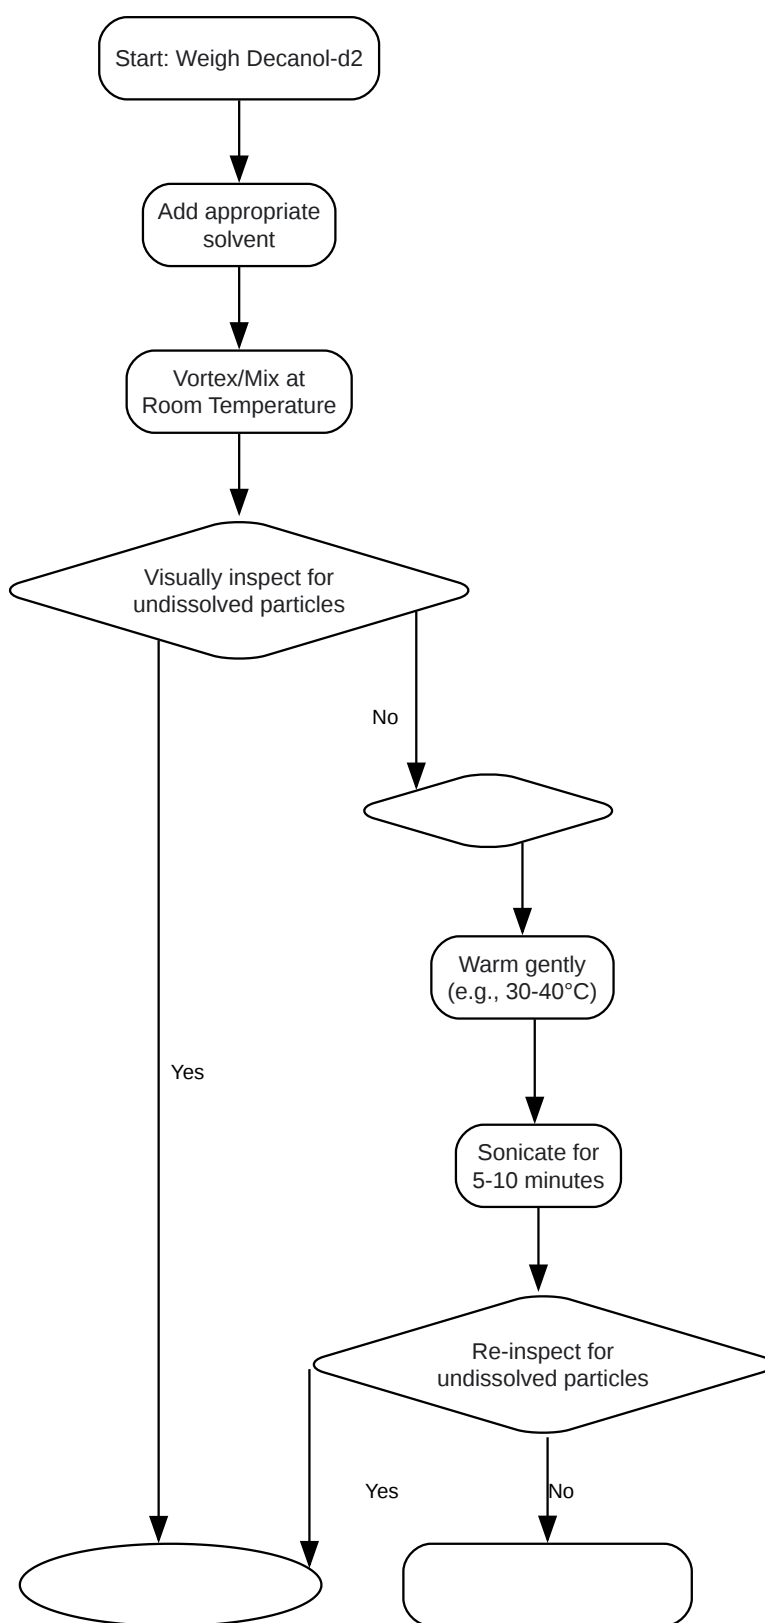 Start: Weigh Decanol-d2
Add appropriate
solvent
Vortex/Mix at
Room Temperature
Visually inspect for
undissolved particles
No
Warm gently
(e.g., 30-40°C)
Yes
Sonicate for
5-10 minutes
Re-inspect for
undissolved particles
Yes
No